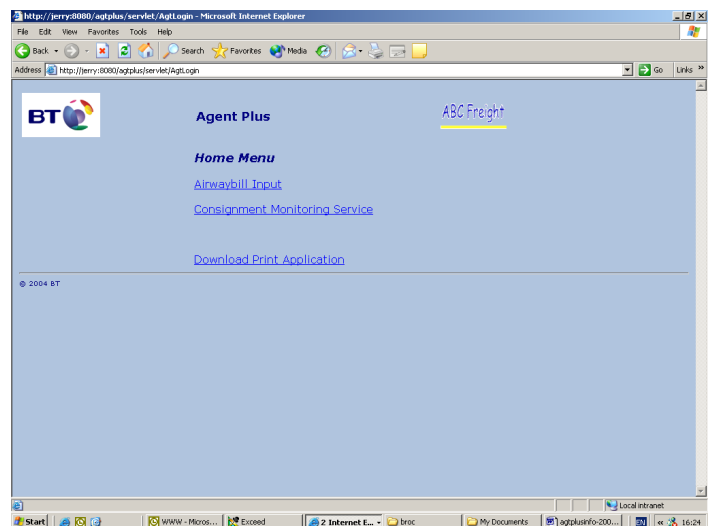 http://jerry:8080/agtplus/servlet/AgtLogin - Microsoft Internet Explorer
File Edit View Favorites Tools Help
Back Search Favorites Media
Address http://jerry:8080/agtplus/servlet/AgtLogin Go Links »
BT Agent Plus ABC Freight
Home Menu
Airwaybill Input
Consignment Monitoring Service
Download Print Application
© 2004 BT
Local intranet
Start WWW - Micros... Exceed 2 Internet E... broc My Documents agtplusinfo-200... EN « 16:24